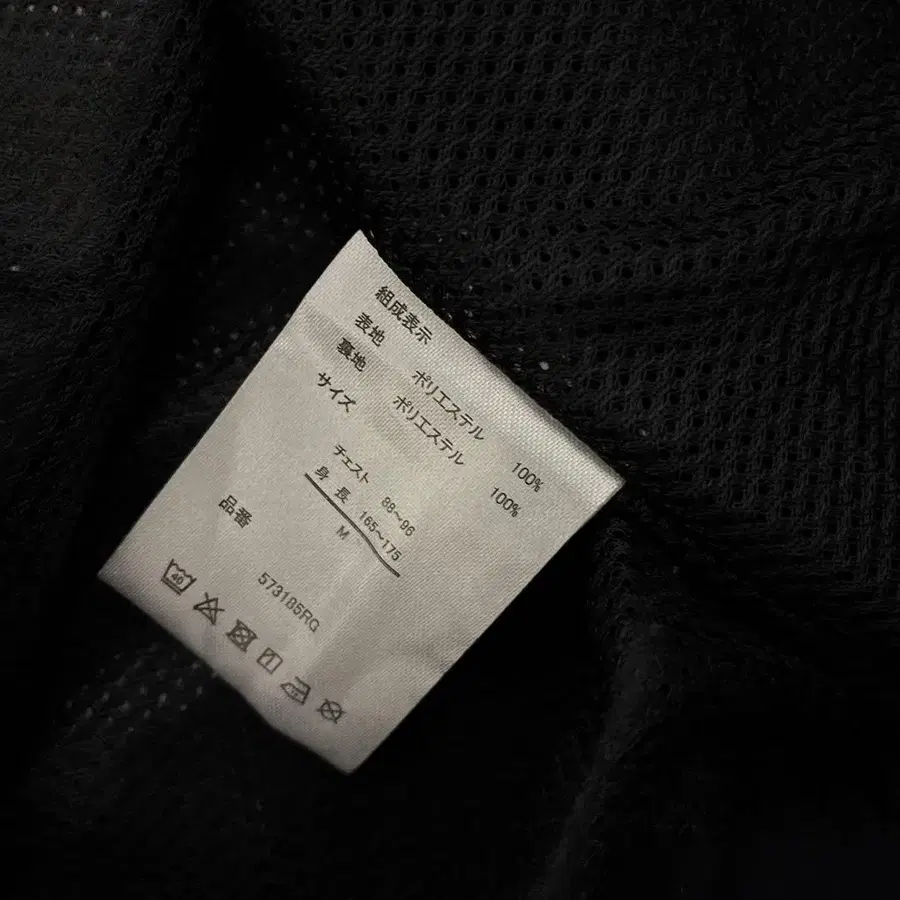 組成表示
表地 ポリエステル 100%
裏地 ポリエステル 100%
サイズ
チェスト 88～96
身長 165～175
M
品番
573185RG
40